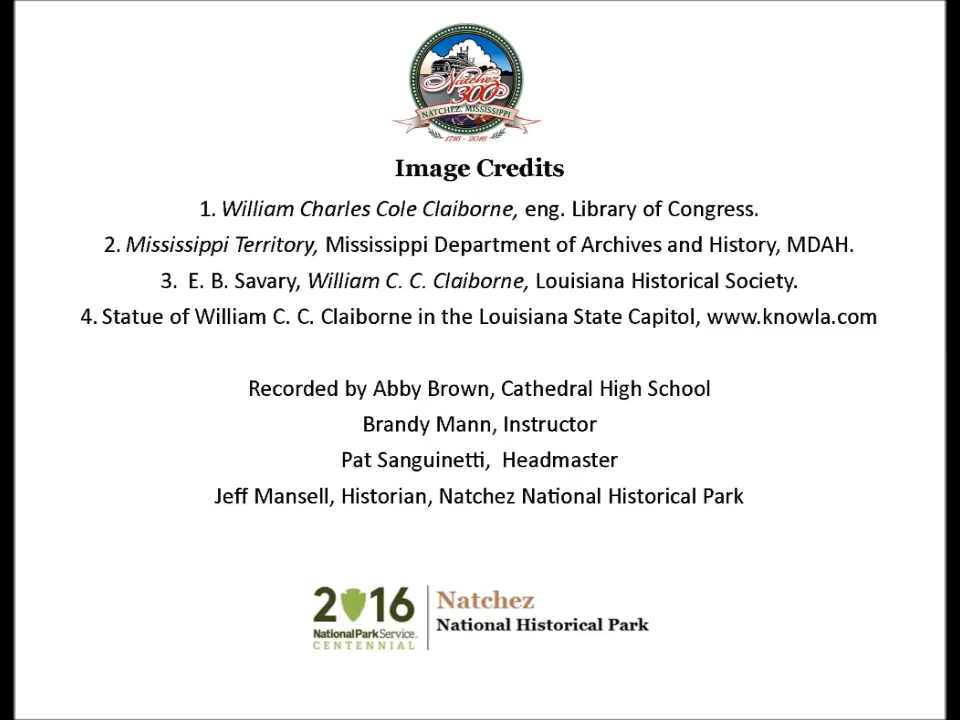 Natchez
300
NATCHEZ, MISSISSIPPI
1716 - 2016
Image Credits
1. William Charles Cole Claiborne, eng. Library of Congress.
2. Mississippi Territory, Mississippi Department of Archives and History, MDAH.
3. E. B. Savary, William C. C. Claiborne, Louisiana Historical Society.
4. Statue of William C. C. Claiborne in the Louisiana State Capitol, www.knowla.com
Recorded by Abby Brown, Cathedral High School
Brandy Mann, Instructor
Pat Sanguinetti, Headmaster
Jeff Mansell, Historian, Natchez National Historical Park
2016
National Park Service.
CENTENNIAL
Natchez
National Historical Park